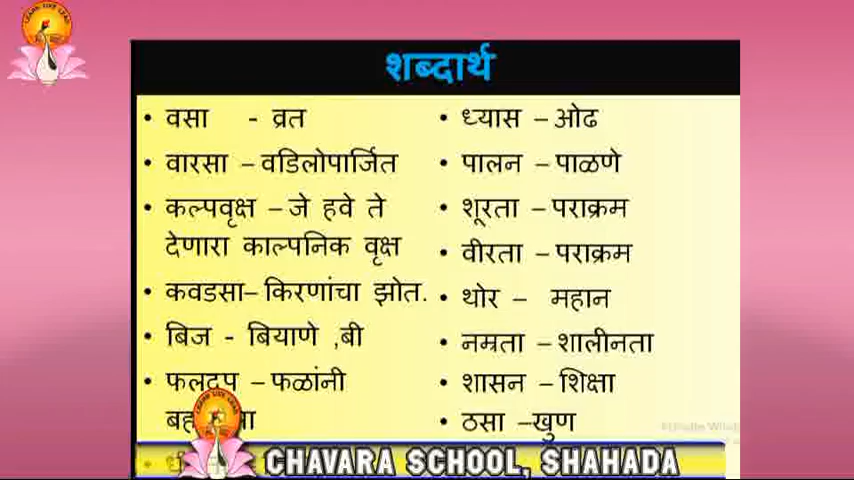 शब्दार्थ
• वसा - व्रत
• वारसा – वडिलोपार्जित
• कल्पवृक्ष – जे हवे ते
देणारा काल्पनिक वृक्ष
• कवडसा – किरणांचा झोत.
• बिज - बियाणे ,बी
• फलद्रुप – फळांनी
• ध्यास – ओढ
• पालन – पाळणे
• शूरता – पराक्रम
• वीरता – पराक्रम
• थोर – महान
• नम्रता – शालीनता
• शासन – शिक्षा
• ठसा – खुण
CHAVARA SCHOOL, SHAHADA